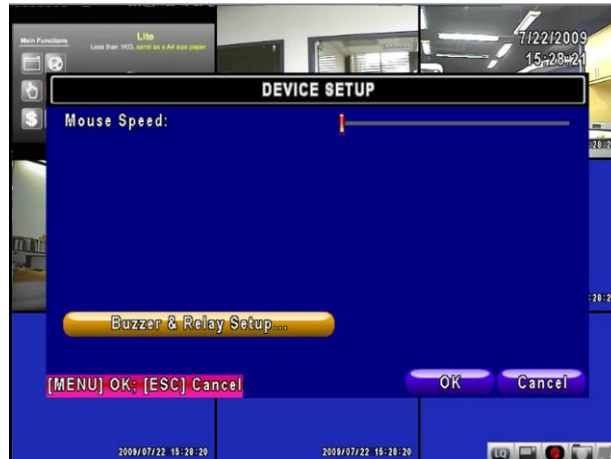 Main Functions
Lite
Less than 1KG, samll as a A4 size paper
7/22/2009
15:28:21
DEVICE SETUP
Mouse Speed:
Buzzer & Relay Setup...
[MENU] OK; [ESC] Cancel
OK
Cancel
2009/07/22 15:28:20
2009/07/22 15:28:20
LQ